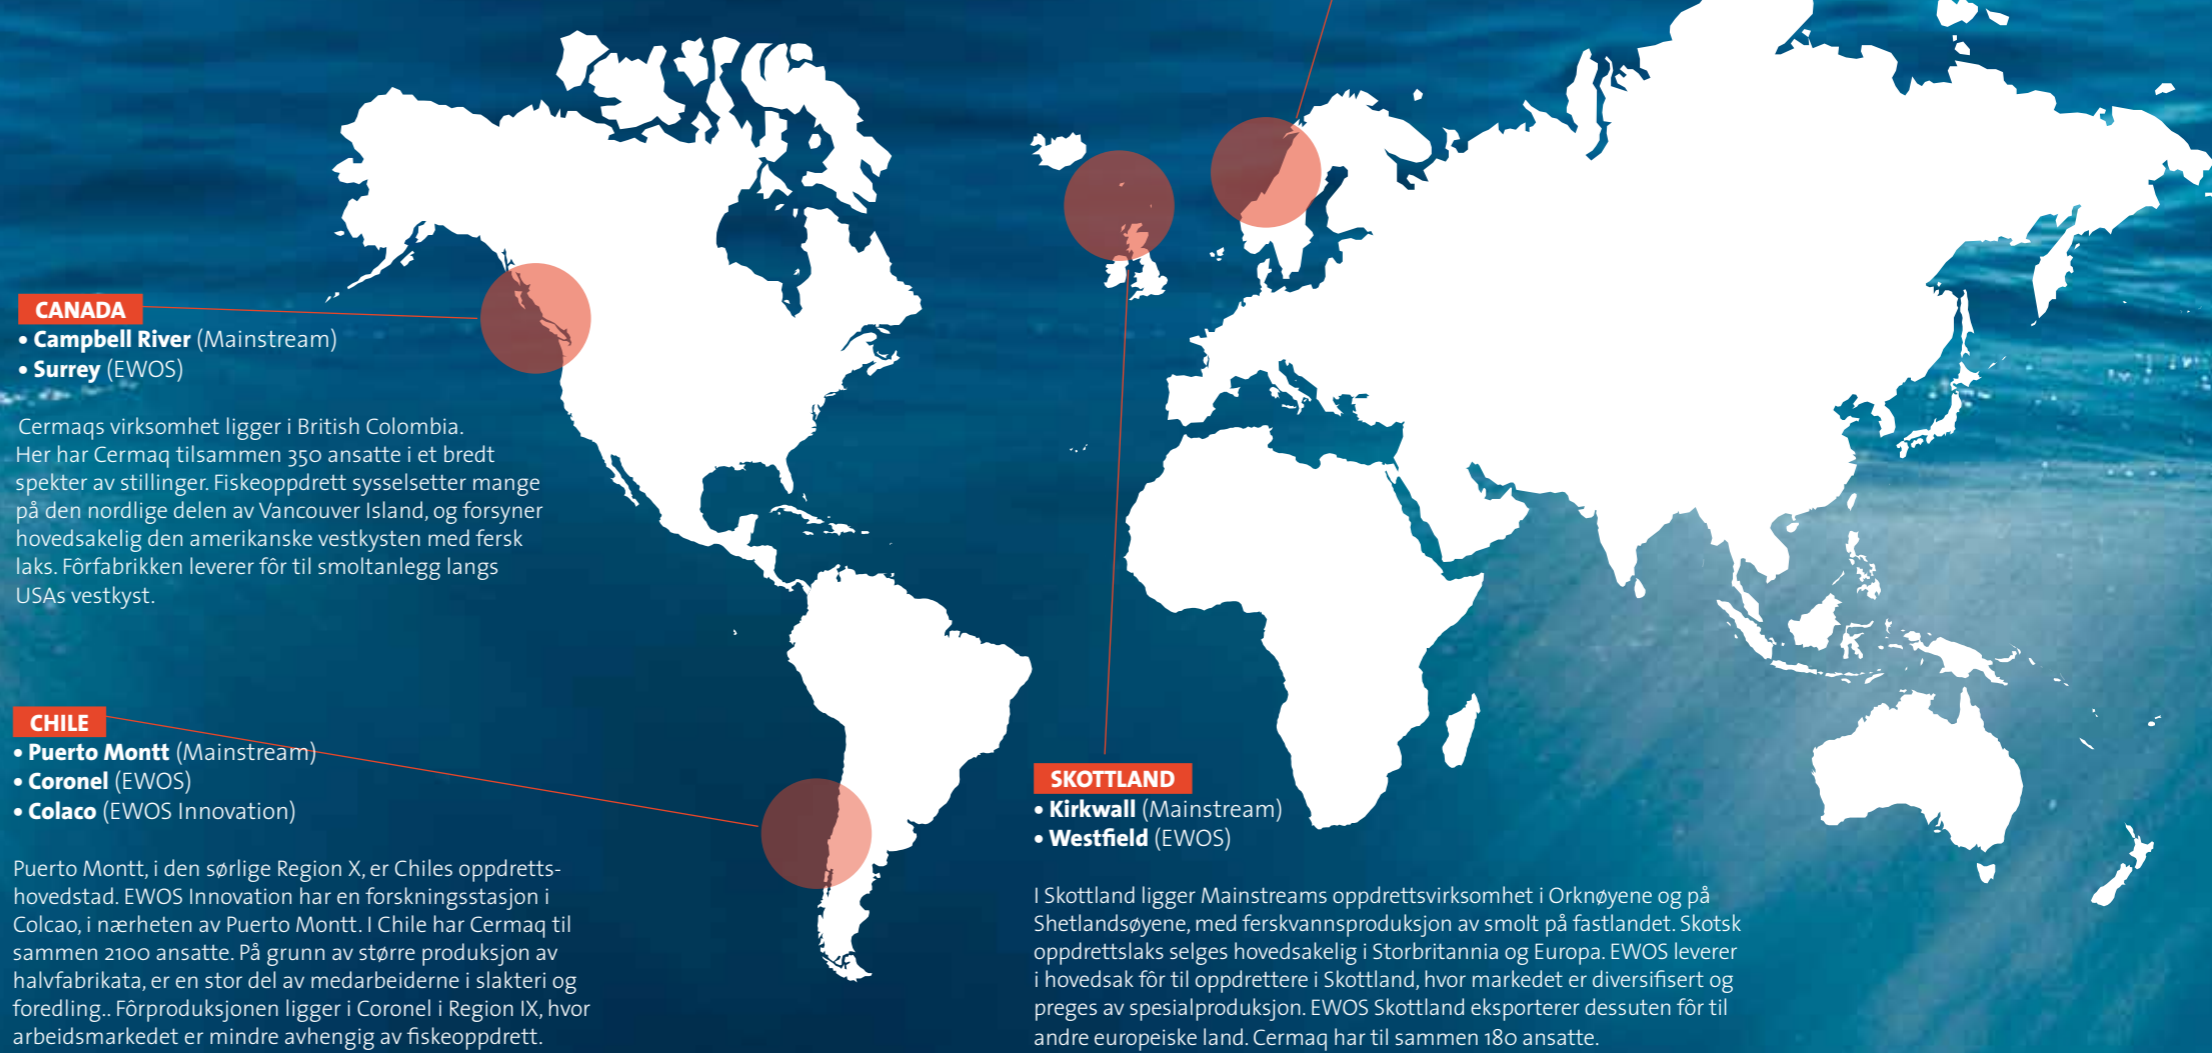 CANADA
• Campbell River (Mainstream)
• Surrey (EWOS)
Cermaqs virksomhet ligger i British Colombia.
Her har Cermaq tilsammen 350 ansatte i et bredt
spekter av stillinger. Fiskeoppdrett sysselsetter mange
på den nordlige delen av Vancouver Island, og forsyner
hovedsakelig den amerikanske vestkysten med fersk
laks. Fôrfabrikken leverer fôr til smoltanlegg langs
USAs vestkyst.
CHILE
• Puerto Montt (Mainstream)
• Coronel (EWOS)
• Colaco (EWOS Innovation)
Puerto Montt, i den sørlige Region X, er Chiles oppdretts-
hovedstad. EWOS Innovation har en forskningsstasjon i
Colcao, i nærheten av Puerto Montt. I Chile har Cermaq til
sammen 2100 ansatte. På grunn av større produksjon av
halvfabrikata, er en stor del av medarbeiderne i slakteri og
foredling.. Fôrproduksjonen ligger i Coronel i Region IX, hvor
arbeidsmarkedet er mindre avhengig av fiskeoppdrett.
SKOTTLAND
• Kirkwall (Mainstream)
• Westfield (EWOS)
I Skottland ligger Mainstreams oppdrettsvirksomhet i Orknøyene og på
Shetlandsøyene, med ferskvannsproduksjon av smolt på fastlandet. Skotsk
oppdrettslaks selges hovedsakelig i Storbritannia og Europa. EWOS leverer
i hovedsak fôr til oppdrettere i Skottland, hvor markedet er diversifisert og
preges av spesialproduksjon. EWOS Skottland eksporterer dessuten fôr til
andre europeiske land. Cermaq har til sammen 180 ansatte.